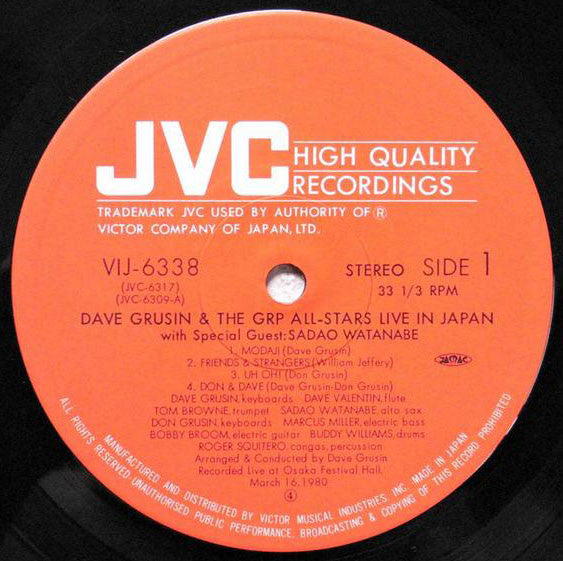 JVC HIGH QUALITY
RECORDINGS
TRADEMARK JVC USED BY AUTHORITY OF Ⓡ
VICTOR COMPANY OF JAPAN, LTD.
VIJ-6338
(JVC-6317)
(JVC-6309-A)
STEREO SIDE 1
33 1/3 RPM
DAVE GRUSIN & THE GRP ALL-STARS LIVE IN JAPAN
with Special Guest: SADAO WATANABE
1. MODAJI (Dave Grusin)
2. FRIENDS & STRANGERS (William Jeffery)
3. UH OH! (Don Grusin)
4. DON & DAVE (Dave Grusin-Don Grusin)
JASRAC
DAVE GRUSIN, keyboards DAVE VALENTIN, flute
TOM BROWNE, trumpet SADAO WATANABE, alto sax
DON GRUSIN, keyboards MARCUS MILLER, electric bass
BOBBY BROOM, electric guitar BUDDY WILLIAMS, drums
ROGER SQUITERO, congas, percussion
Arranged & Conducted by Dave Grusin
Recorded Live at Osaka Festival Hall,
March 16, 1980
④
MANUFACTURED AND DISTRIBUTED BY VICTOR MUSICAL INDUSTRIES, INC. MADE IN JAPAN
ALL RIGHTS RESERVED UNAUTHORISED PUBLIC PERFORMANCE, BROADCASTING & COPYING OF THIS RECORD PROHIBITED